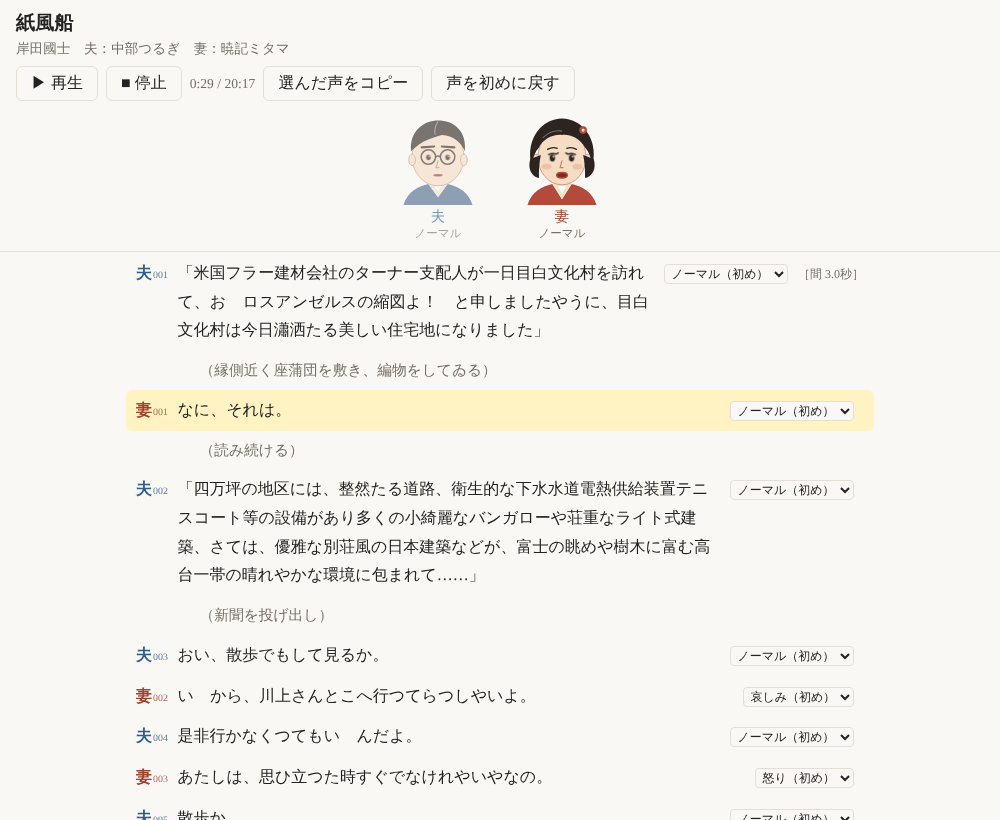 紙風船
岸田國士　夫：中部つるぎ　妻：暁記ミタマ
▶ 再生
■ 停止
0:29 / 20:17
選んだ声をコピー
声を初めに戻す
夫
ノーマル
妻
ノーマル
夫001 「米国フラー建材会社のターナー支配人が一日目白文化村を訪れ ノーマル（初め） ［間 3.0秒］
て、お　ロスアンゼルスの縮図よ！　と申しましたやうに、目白
文化村は今日瀟洒たる美しい住宅地になりました」
（縁側近く座蒲団を敷き、編物をしてゐる）
妻001 なに、それは。 ノーマル（初め）
（読み続ける）
夫002 「四万坪の地区には、整然たる道路、衛生的な下水水道電熱供給装置テニ ノーマル（初め）
スコート等の設備があり多くの小綺麗なバンガローや荘重なライト式建
築、さては、優雅な別荘風の日本建築などが、富士の眺めや樹木に富む高
台一帯の晴れやかな環境に包まれて……」
（新聞を投げ出し）
夫003 おい、散歩でもして見るか。 ノーマル（初め）
妻002 い　から、川上さんとこへ行つてらつしやいよ。 哀しみ（初め）
夫004 是非行かなくつてもい　んだよ。 ノーマル（初め）
妻003 あたしは、思ひ立つた時すぐでなけれやいやなの。 怒り（初め）
夫005 散歩か ノーマル（初め）